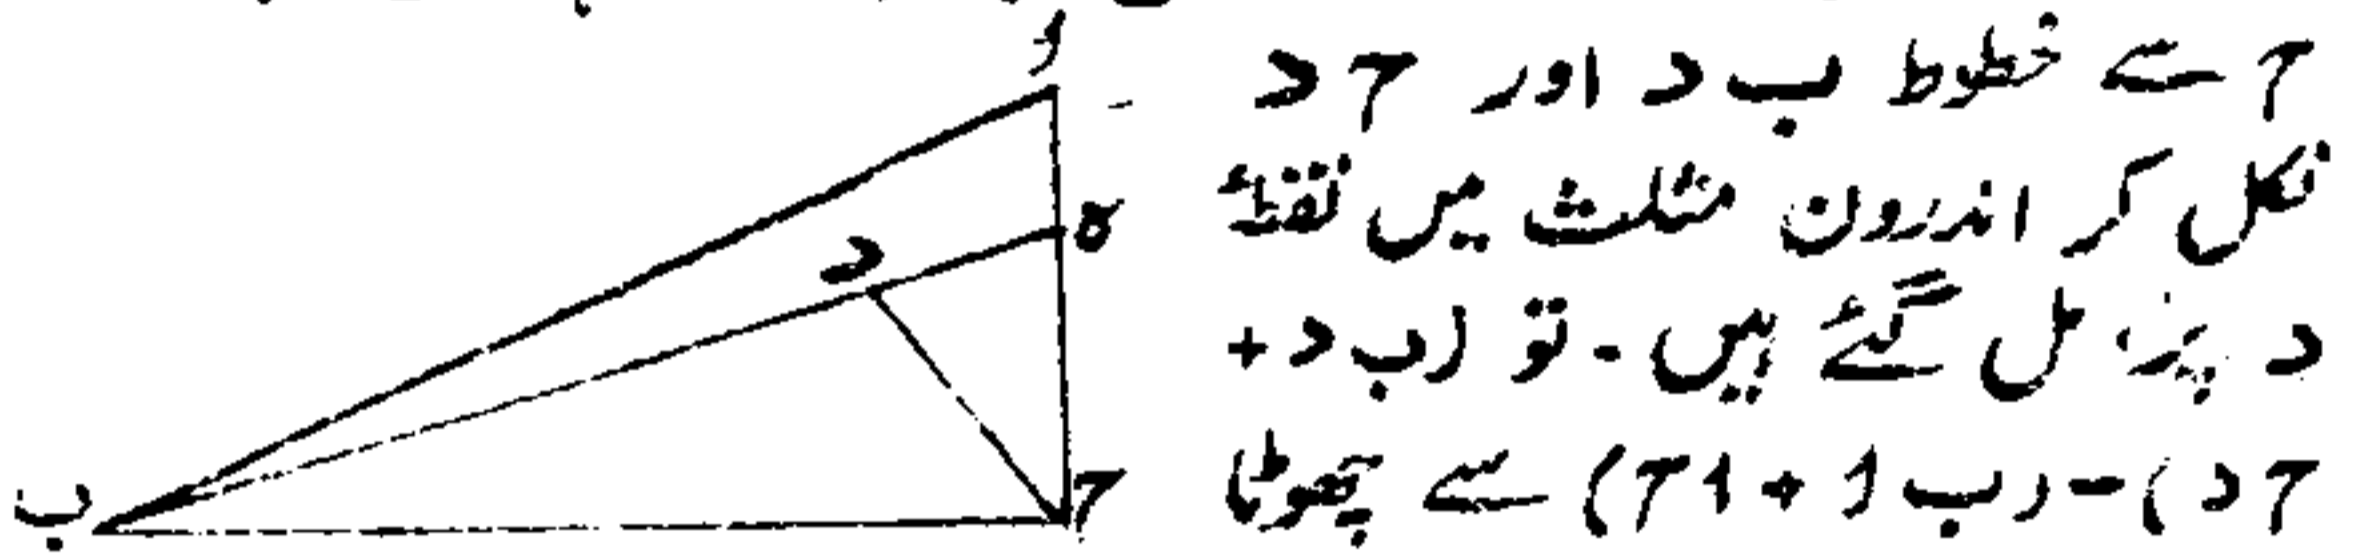 ح سے خطوط ب د اور ح د
نکل کر اندرون مثلث میں نقطۂ
د پر مل گئے ہیں - تو (ب د +
ح د) - (ب ا + ا ح) سے چھوٹا
د
ہ
ب
ح